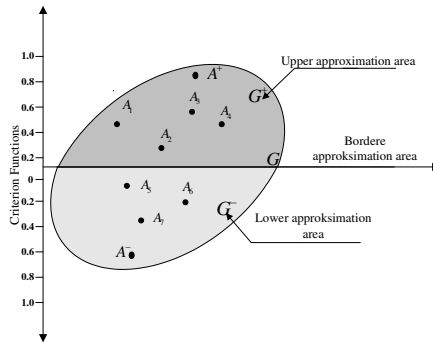 Upper approximation area
1.0
0.8
0.6
0.4
0.2
0
0.2
0.4
0.6
0.8
1.0
Criterion Functions
A+
G+
A3
A1
A4
A2
G
Bordere
approksimation area
A5
A6
A7
G−
A−
Lower approksimation
area